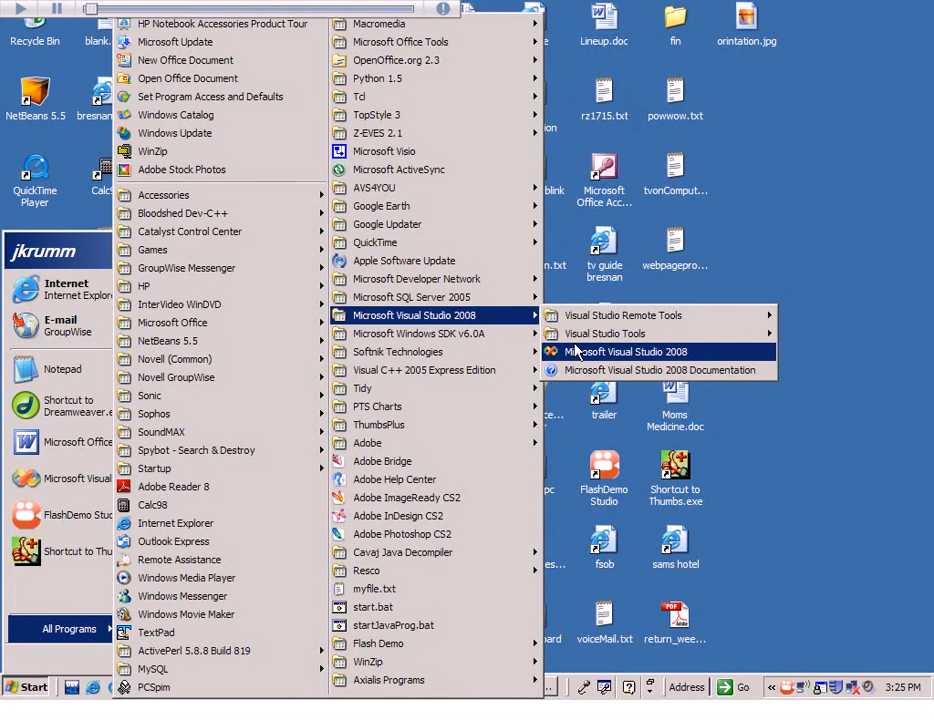 Recycle Bin
blank.
Lineup.doc
fin
orintation.jpg
NetBeans 5.5
bresnan
ion
rz1715.txt
powwow.txt
QuickTime
Player
Calc9
blink
Microsoft
Office Acc...
tvonComput...
n.txt
tv guide
bresnan
webpagepro...
ce...
trailer
Moms
Medicine.doc
pc
FlashDemo
Studio
Shortcut to
Thumbs.exe
e...
fsob
sams hotel
board
voiceMail.txt
return_wee...
jkrumm
Internet
Internet Explor
E-mail
GroupWise
Notepad
Shortcut to
Dreamweaver.e
Microsoft Office
Microsoft Visual
FlashDemo Stud
Shortcut to Thu
All Programs
HP Notebook Accessories Product Tour
Microsoft Update
New Office Document
Open Office Document
Set Program Access and Defaults
Windows Catalog
Windows Update
WinZip
Adobe Stock Photos
Accessories
Bloodshed Dev-C++
Catalyst Control Center
Games
GroupWise Messenger
HP
InterVideo WinDVD
Microsoft Office
NetBeans 5.5
Novell (Common)
Novell GroupWise
Sonic
Sophos
SoundMAX
Spybot - Search & Destroy
Startup
Adobe Reader 8
Calc98
Internet Explorer
Outlook Express
Remote Assistance
Windows Media Player
Windows Messenger
Windows Movie Maker
TextPad
ActivePerl 5.8.8 Build 819
MySQL
PCSpim
Macromedia
Microsoft Office Tools
OpenOffice.org 2.3
Python 1.5
Tcl
TopStyle 3
Z-EVES 2.1
Microsoft Visio
Microsoft ActiveSync
AVS4YOU
Google Earth
Google Updater
QuickTime
Apple Software Update
Microsoft Developer Network
Microsoft SQL Server 2005
Microsoft Visual Studio 2008
Microsoft Windows SDK v6.0A
Softnik Technologies
Visual C++ 2005 Express Edition
Tidy
PTS Charts
ThumbsPlus
Adobe
Adobe Bridge
Adobe Help Center
Adobe ImageReady CS2
Adobe InDesign CS2
Adobe Photoshop CS2
Cavaj Java Decompiler
Resco
myfile.txt
start.bat
startJavaProg.bat
Flash Demo
WinZip
Axialis Programs
Visual Studio Remote Tools
Visual Studio Tools
Microsoft Visual Studio 2008
Microsoft Visual Studio 2008 Documentation
Start
Address
Go
3:25 PM